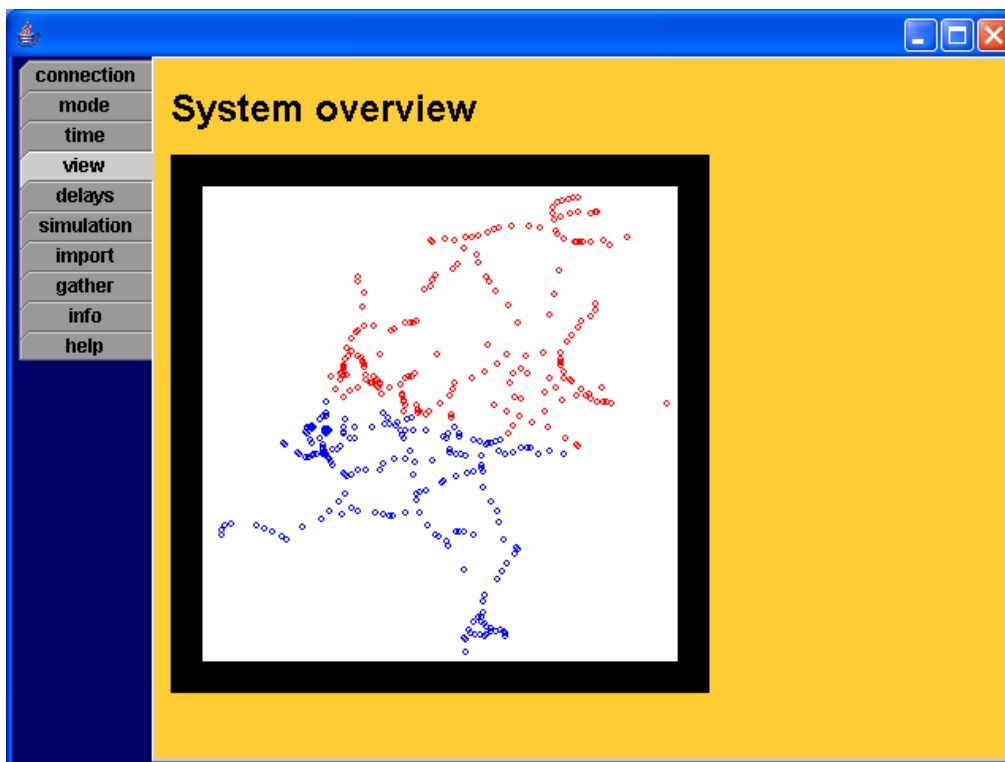 connection
mode
time
view
delays
simulation
import
gather
info
help
System overview